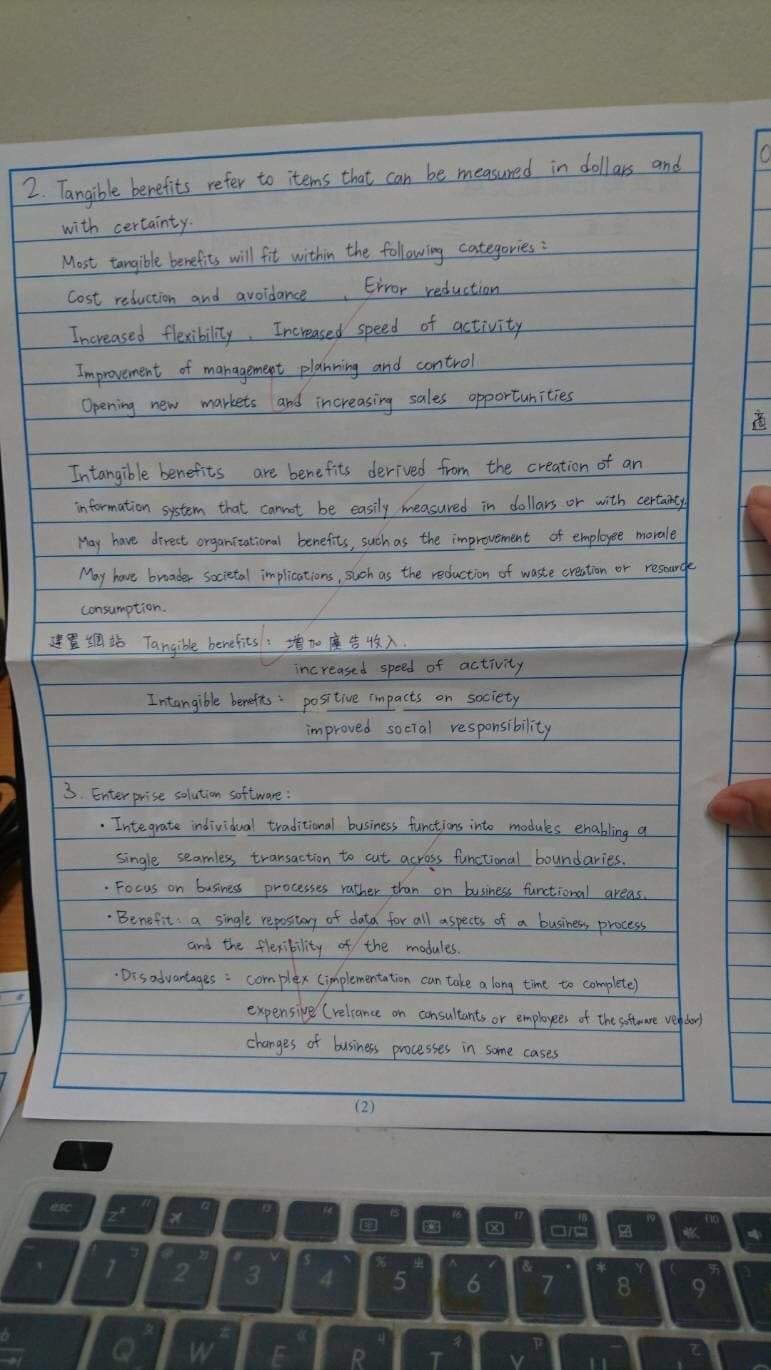 2. Tangible benefits refer to items that can be measured in dollars and
with certainty.
Most tangible benefits will fit within the following categories:
Cost reduction and avoidance 、 Error reduction
Increased flexibility 、 Increased speed of activity
Improvement of management planning and control
Opening new markets and increasing sales opportunities
Intangible benefits are benefits derived from the creation of an
information system that cannot be easily measured in dollars or with certainty.
May have direct organizational benefits, such as the improvement of employee morale
May have broader societal implications, such as the reduction of waste creation or resource
consumption.
建置網站 Tangible benefits: 增加廣告收入.
increased speed of activity
Intangible benefits: positive impacts on society
improved social responsibility
3. Enterprise solution software:
· Integrate individual traditional business functions into modules enabling a
single seamless transaction to cut across functional boundaries.
· Focus on business processes rather than on business functional areas.
· Benefit: a single repository of data for all aspects of a business process
and the flexibility of the modules.
· Disadvantages: complex (implementation can take a long time to complete)
expensive (reliance on consultants or employees of the software vendor)
changes of business processes in some cases
(2)
esc f1 f2 f3 f4 f5 f6 f7 f8 f9 f10
1 2 3 4 5 6 7 8 9
Q W E R T Y U